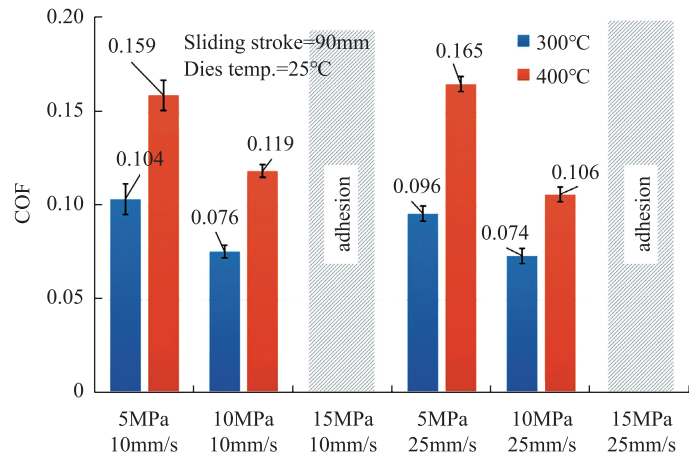 0.20
0.15
0.10
0.05
0
COF
Sliding stroke=90mm
Dies temp.=25°C
300°C
400°C
0.159
0.104
0.119
0.076
adhesion
0.165
0.096
0.106
0.074
adhesion
5MPa
10mm/s
10MPa
10mm/s
15MPa
10mm/s
5MPa
25mm/s
10MPa
25mm/s
15MPa
25mm/s